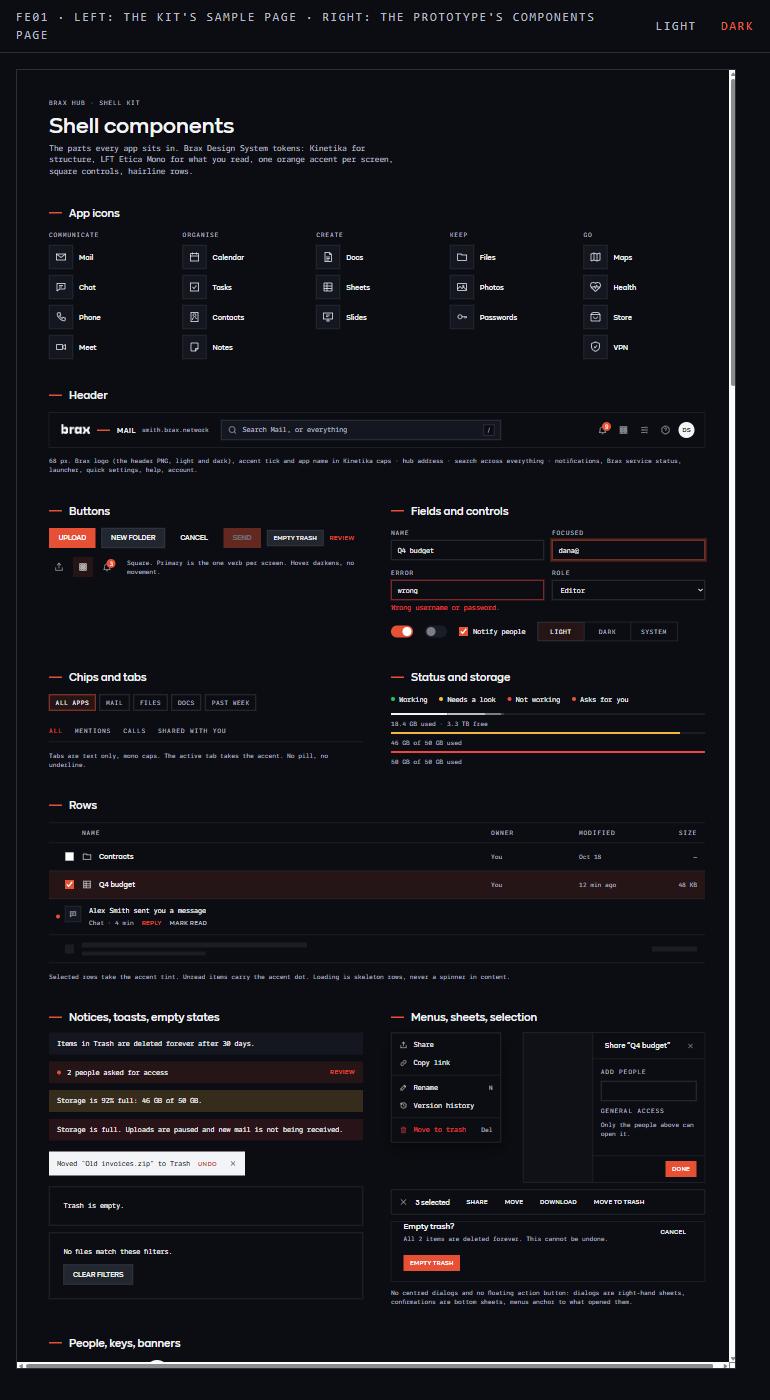 FE01 · LEFT: THE KIT'S SAMPLE PAGE · RIGHT: THE PROTOTYPE'S COMPONENTS
PAGE
LIGHT
DARK
BRAX HUB · SHELL KIT
Shell components
The parts every app sits in. Brax Design System tokens: Kinetika for
structure, LFT Etica Mono for what you read, one orange accent per screen,
square controls, hairline rows.
App icons
COMMUNICATE
ORGANISE
CREATE
KEEP
GO
Mail
Calendar
Docs
Files
Maps
Chat
Tasks
Sheets
Photos
Health
Phone
Contacts
Slides
Passwords
Store
Meet
Notes
VPN
Header
brax
MAIL
smith.brax.network
Search Mail, or everything
/
9
DS
68 px. Brax logo (the header PNG, light and dark), accent tick and app name in Kinetika caps · hub address · search across everything · notifications, Brax service status,
launcher, quick settings, help, account.
Buttons
UPLOAD
NEW FOLDER
CANCEL
SEND
EMPTY TRASH
REVIEW
3
Square. Primary is the one verb per screen. Hover darkens, no
movement.
Fields and controls
NAME
FOCUSED
Q4 budget
dana@
ERROR
ROLE
wrong
Editor
Wrong username or password.
Notify people
LIGHT
DARK
SYSTEM
Chips and tabs
ALL APPS
MAIL
FILES
DOCS
PAST WEEK
ALL
MENTIONS
CALLS
SHARED WITH YOU
Tabs are text only, mono caps. The active tab takes the accent. No pill, no
underline.
Status and storage
Working
Needs a look
Not working
Asks for you
18.4 GB used · 3.3 TB free
46 GB of 50 GB used
50 GB of 50 GB used
Rows
NAME
OWNER
MODIFIED
SIZE
Contracts
You
Oct 18
—
Q4 budget
You
12 min ago
48 KB
Alex Smith sent you a message
Chat · 4 min
REPLY
MARK READ
Selected rows take the accent tint. Unread items carry the accent dot. Loading is skeleton rows, never a spinner in content.
Notices, toasts, empty states
Items in Trash are deleted forever after 30 days.
2 people asked for access
REVIEW
Storage is 92% full: 46 GB of 50 GB.
Storage is full. Uploads are paused and new mail is not being received.
Moved "Old invoices.zip" to Trash
UNDO
Trash is empty.
No files match these filters.
CLEAR FILTERS
Menus, sheets, selection
Share
Copy link
Rename
N
Version history
Move to trash
Del
Share "Q4 budget"
ADD PEOPLE
GENERAL ACCESS
Only the people above can
open it.
DONE
3 selected
SHARE
MOVE
DOWNLOAD
MOVE TO TRASH
Empty trash?
All 2 items are deleted forever. This cannot be undone.
CANCEL
EMPTY TRASH
No centred dialogs and no floating action button: dialogs are right-hand sheets,
confirmations are bottom sheets, menus anchor to what opened them.
People, keys, banners